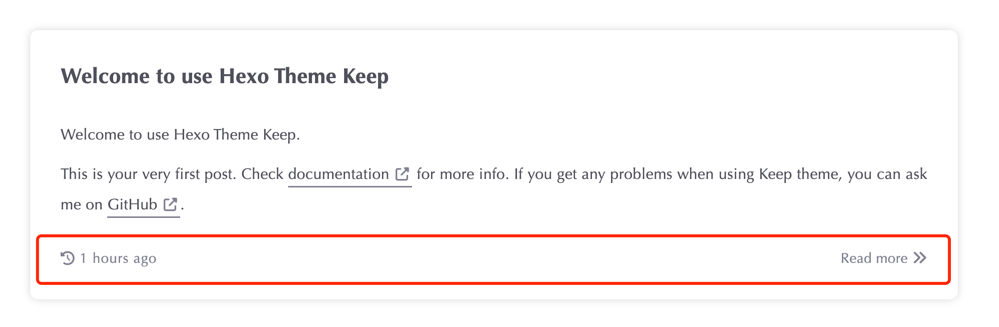 Welcome to use Hexo Theme Keep
Welcome to use Hexo Theme Keep.
This is your very first post. Check documentation for more info. If you get any problems when using Keep theme, you can ask
me on GitHub .
1 hours ago
Read more